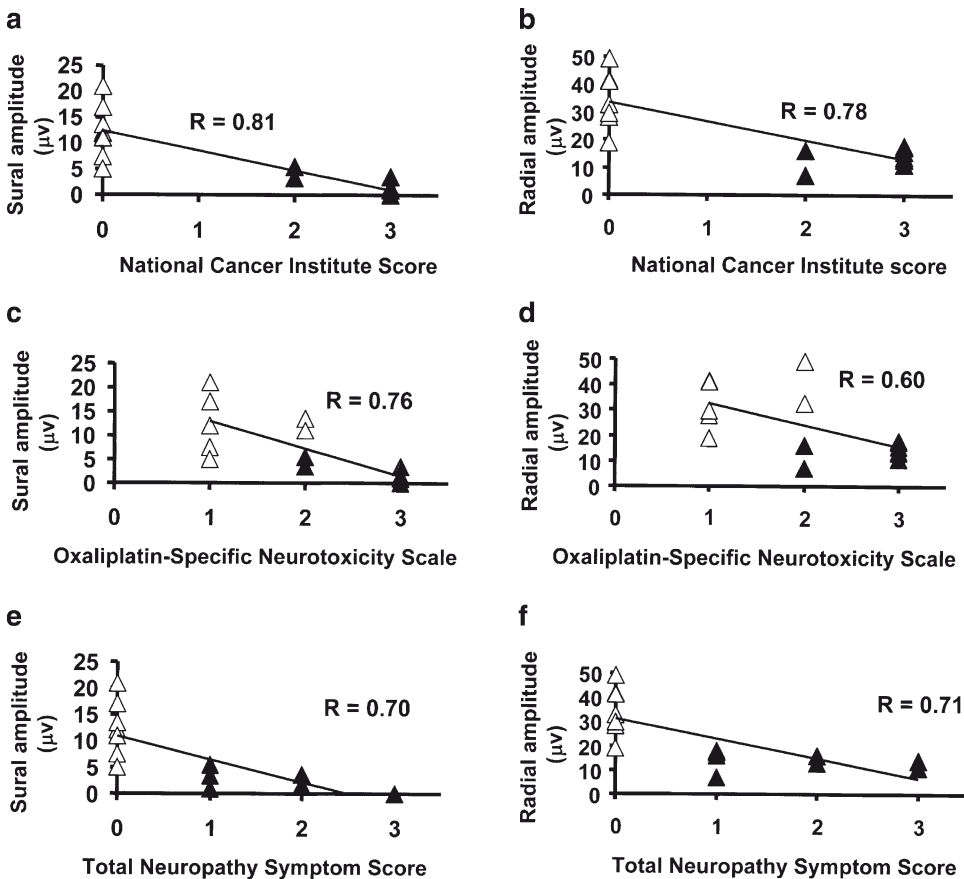 a
Sural amplitude
(μv)
25
20
15
10
5
0
R = 0.81
0 1 2 3
National Cancer Institute Score
b
Radial amplitude
(μv)
50
40
30
20
10
0
R = 0.78
0 1 2 3
National Cancer Institute score
c
Sural amplitude
(μv)
25
20
15
10
5
0
R = 0.76
0 1 2 3
Oxaliplatin-Specific Neurotoxicity Scale
d
Radial amplitude
(μv)
50
40
30
20
10
0
R = 0.60
0 1 2 3
Oxaliplatin-Specific Neurotoxicity Scale
e
Sural amplitude
(μv)
25
20
15
10
5
0
R = 0.70
0 1 2 3
Total Neuropathy Symptom Score
f
Radial amplitude
(μv)
50
40
30
20
10
0
R = 0.71
0 1 2 3
Total Neuropathy Symptom Score